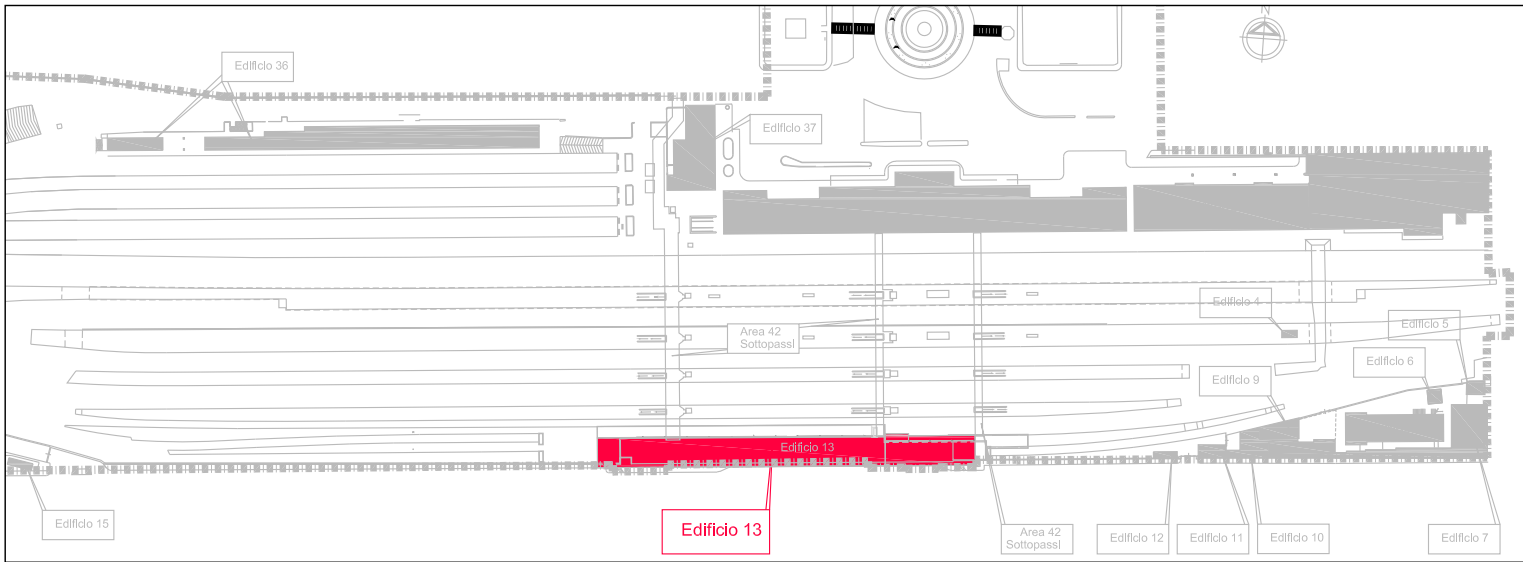 N
Edificio 36
Edificio 37
Edificio 4
Edificio 5
Area 42
Sottopassi
Edificio 6
Edificio 9
Edificio 13
Edificio 15
Edificio 13
Area 42
Sottopassi
Edificio 12
Edificio 11
Edificio 10
Edificio 7